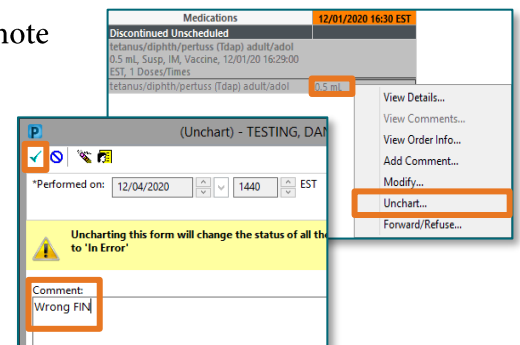 note
Medications 12/01/2020 16:30 EST
Discontinued Unscheduled
tetanus/diphth/pertuss (Tdap) adult/adol
0.5 mL, Susp, IM, Vaccine, 12/01/20 16:29:00
EST, 1 Doses/Times
tetanus/diphth/pertuss (Tdap) adult/adol 0.5 mL
View Details...
View Comments...
View Order Info...
Add Comment...
Modify...
Unchart...
Forward/Refuse...
P (Unchart) - TESTING, DAN
*Performed on: 12/04/2020 1440 EST
Uncharting this form will change the status of all the
to 'In Error'
Comment:
Wrong FIN